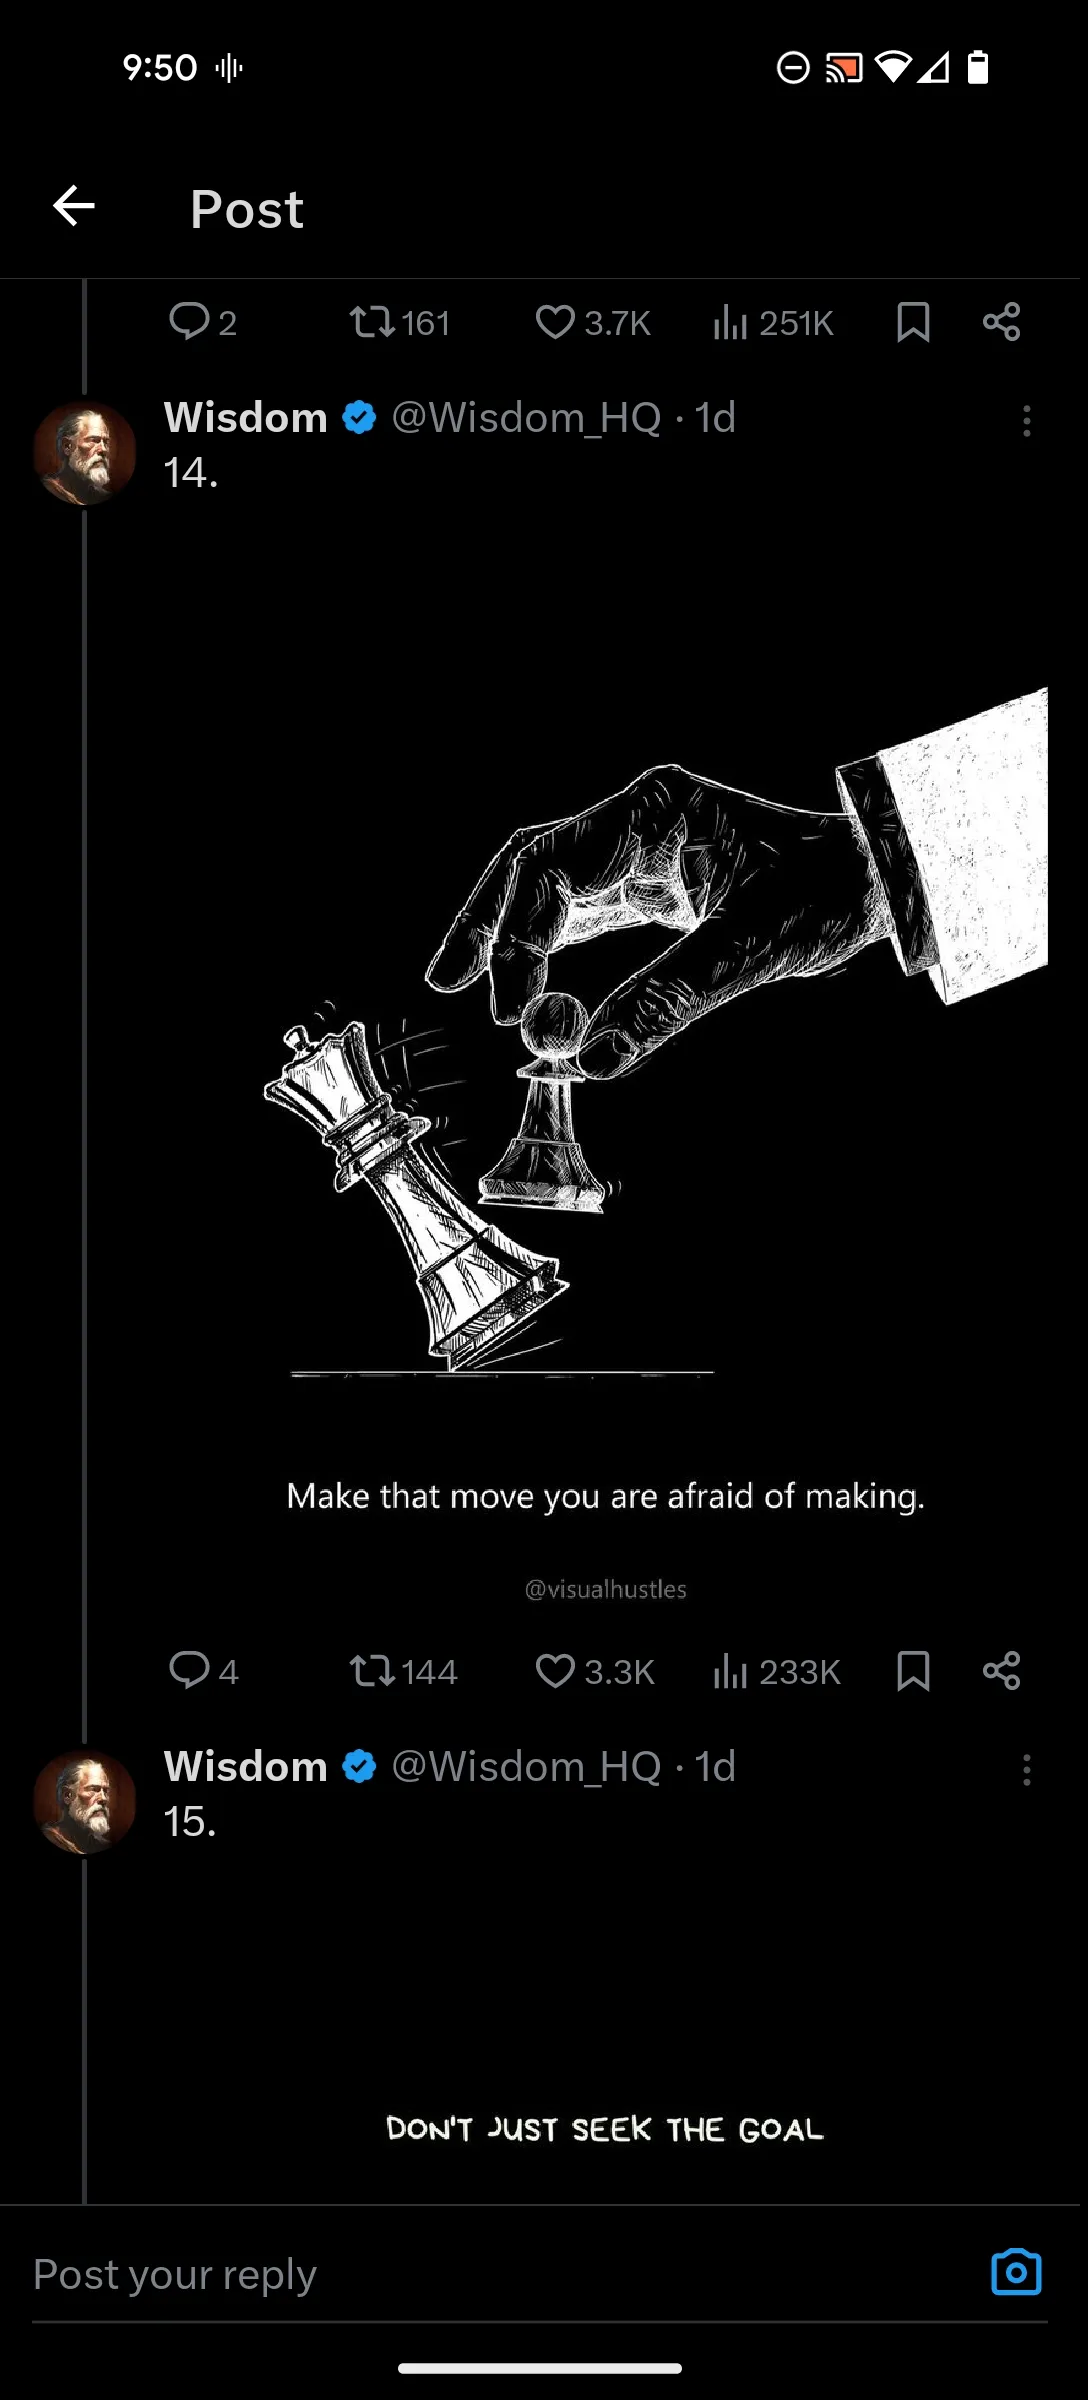 9:50
Post
2 161 3.7K 251K
Wisdom @Wisdom_HQ · 1d
14.
Make that move you are afraid of making.
@visualhustles
4 144 3.3K 233K
Wisdom @Wisdom_HQ · 1d
15.
DON'T JUST SEEK THE GOAL
Post your reply